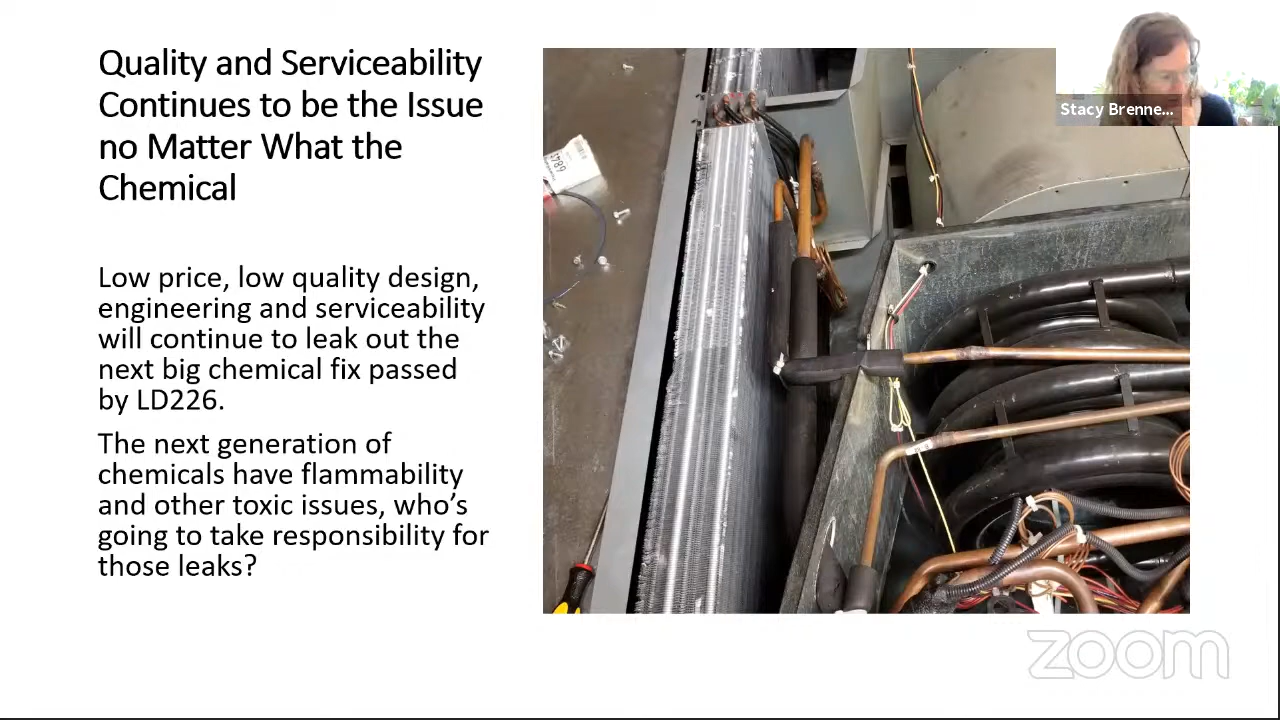 Quality and Serviceability
Continues to be the Issue
no Matter What the
Chemical
Low price, low quality design,
engineering and serviceability
will continue to leak out the
next big chemical fix passed
by LD226.
The next generation of
chemicals have flammability
and other toxic issues, who’s
going to take responsibility for
those leaks?
Stacy Brenne...
zoom